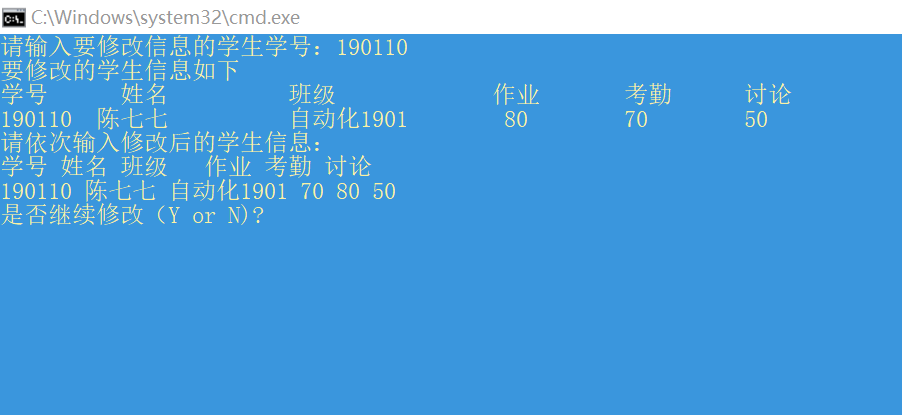 C:\Windows\system32\cmd.exe
请输入要修改信息的学生学号：190110
要修改的学生信息如下
学号 姓名 班级 作业 考勤 讨论
190110 陈七七 自动化1901 80 70 50
请依次输入修改后的学生信息：
学号 姓名 班级 作业 考勤 讨论
190110 陈七七 自动化1901 70 80 50
是否继续修改（Y or N)?